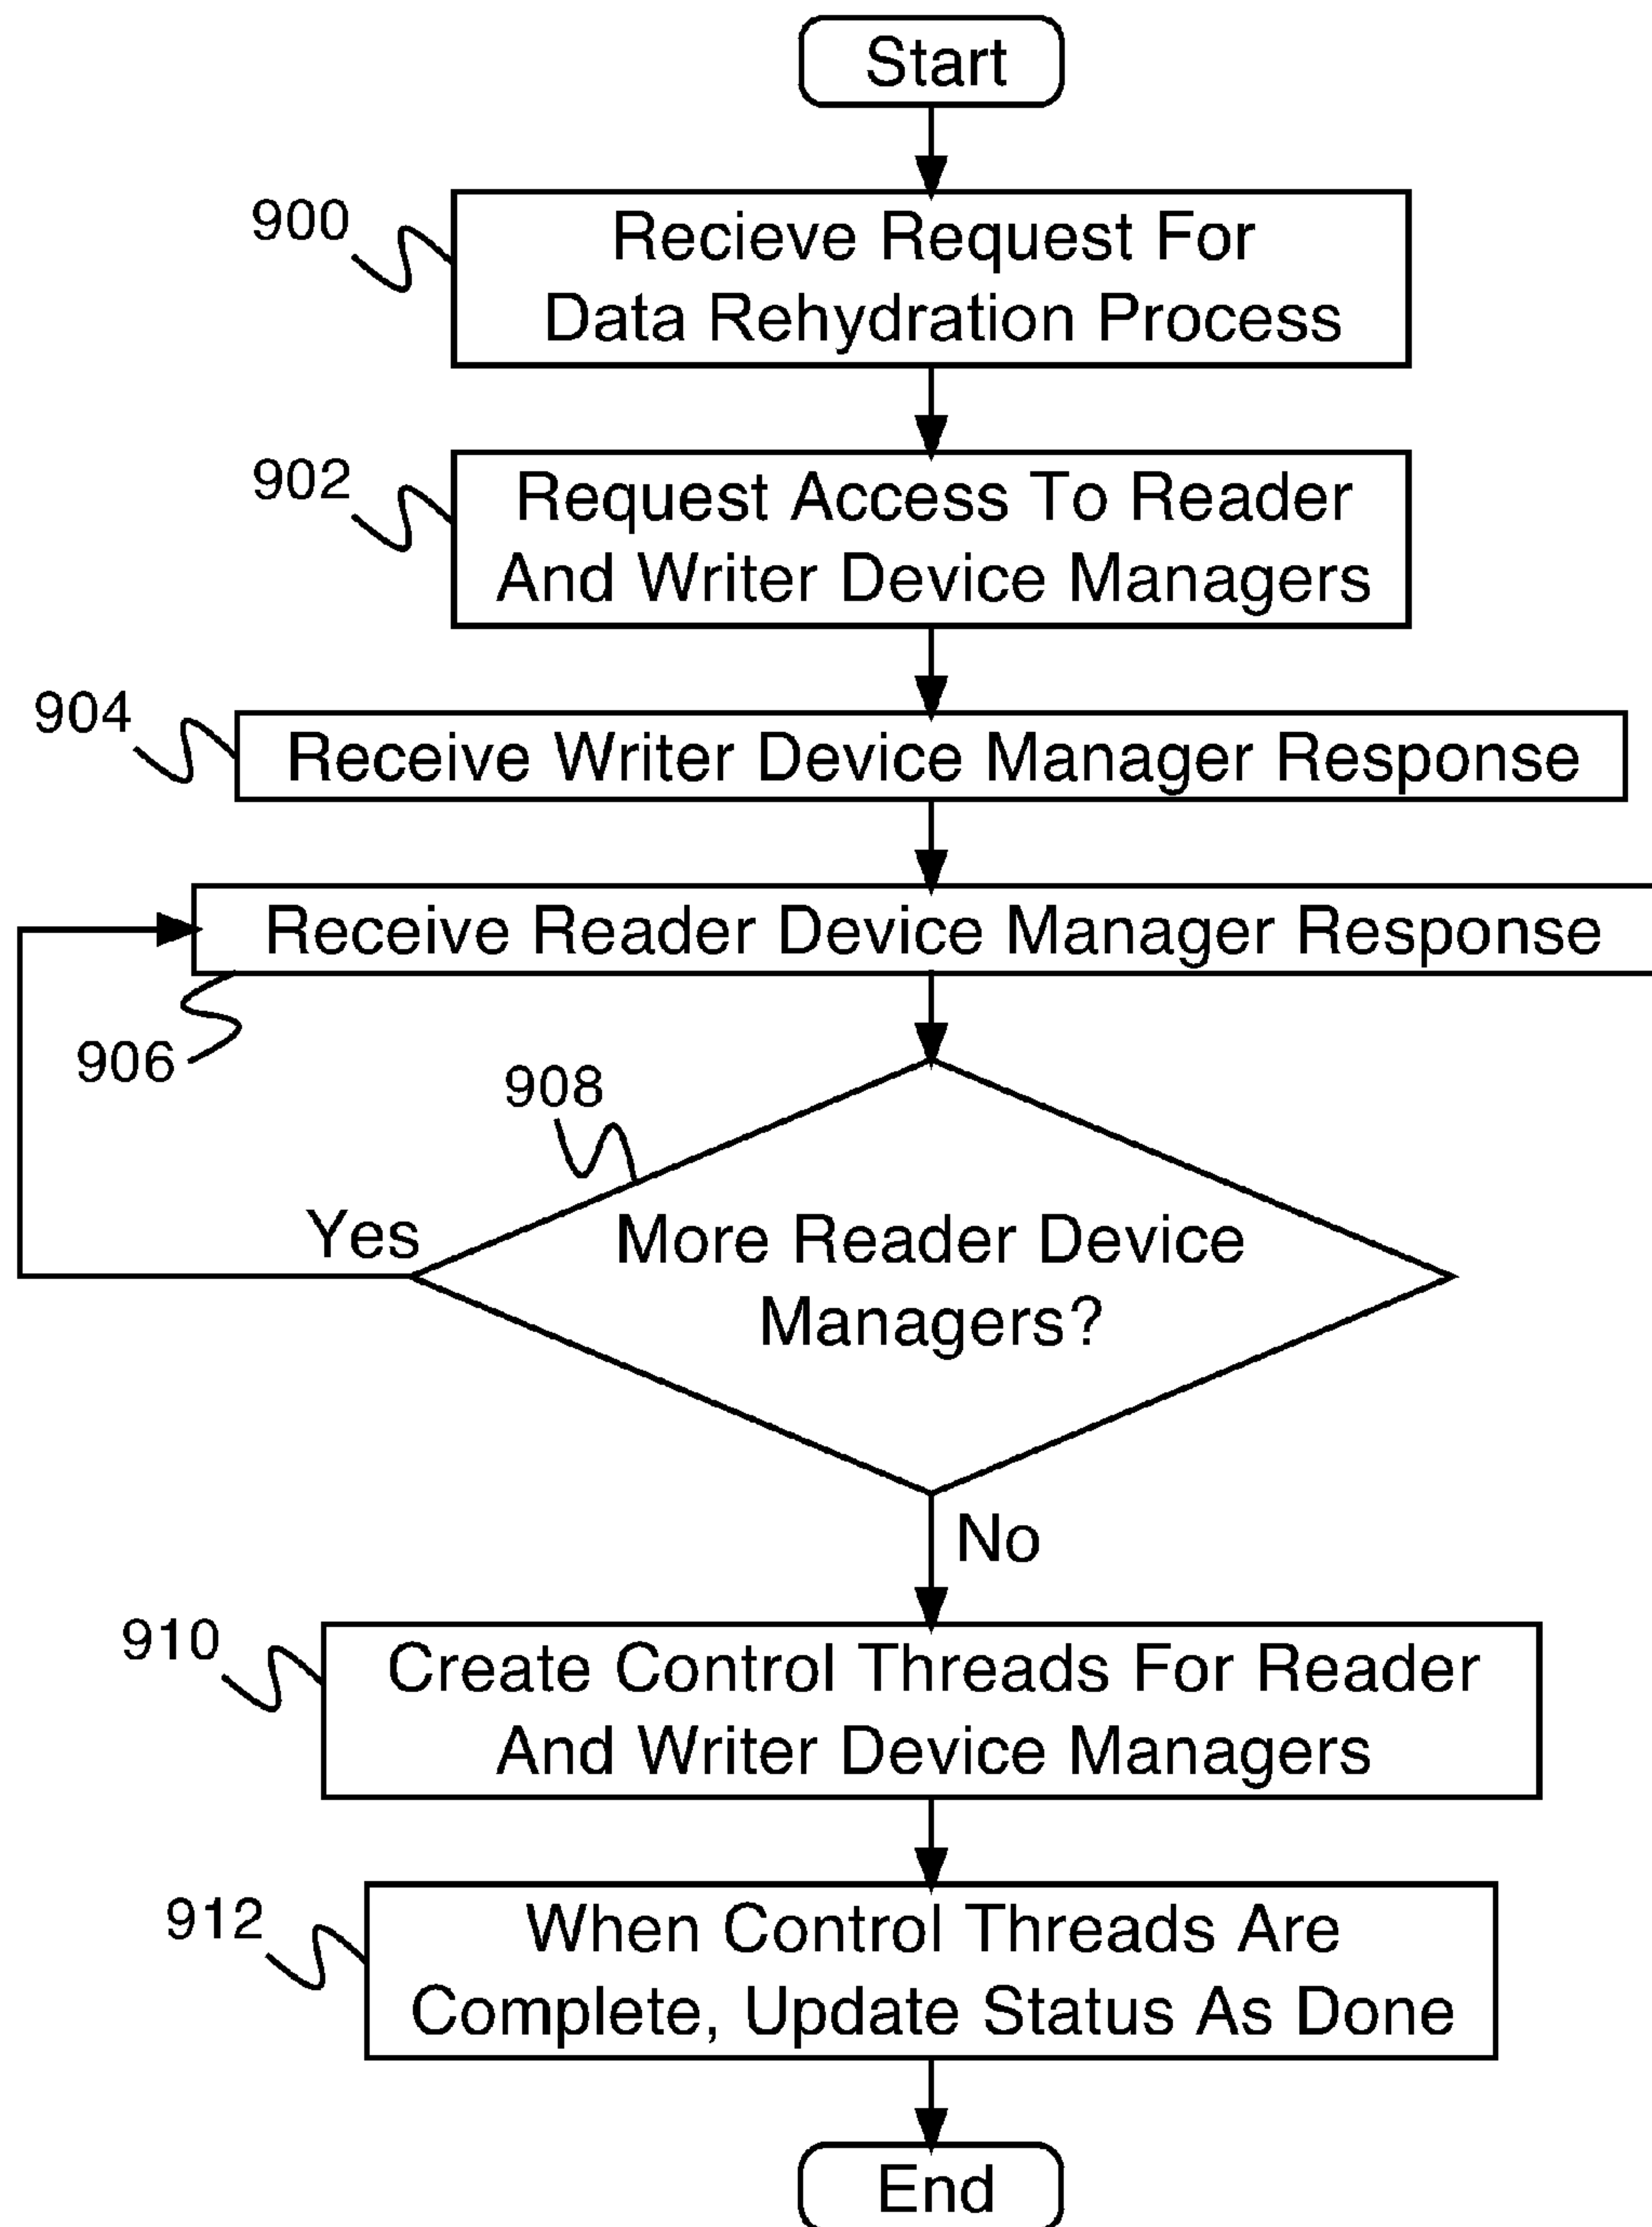 Start
900
Recieve Request For
Data Rehydration Process
902
Request Access To Reader
And Writer Device Managers
904
Receive Writer Device Manager Response
Receive Reader Device Manager Response
906
908
Yes
More Reader Device
Managers?
No
910
Create Control Threads For Reader
And Writer Device Managers
912
When Control Threads Are
Complete, Update Status As Done
End